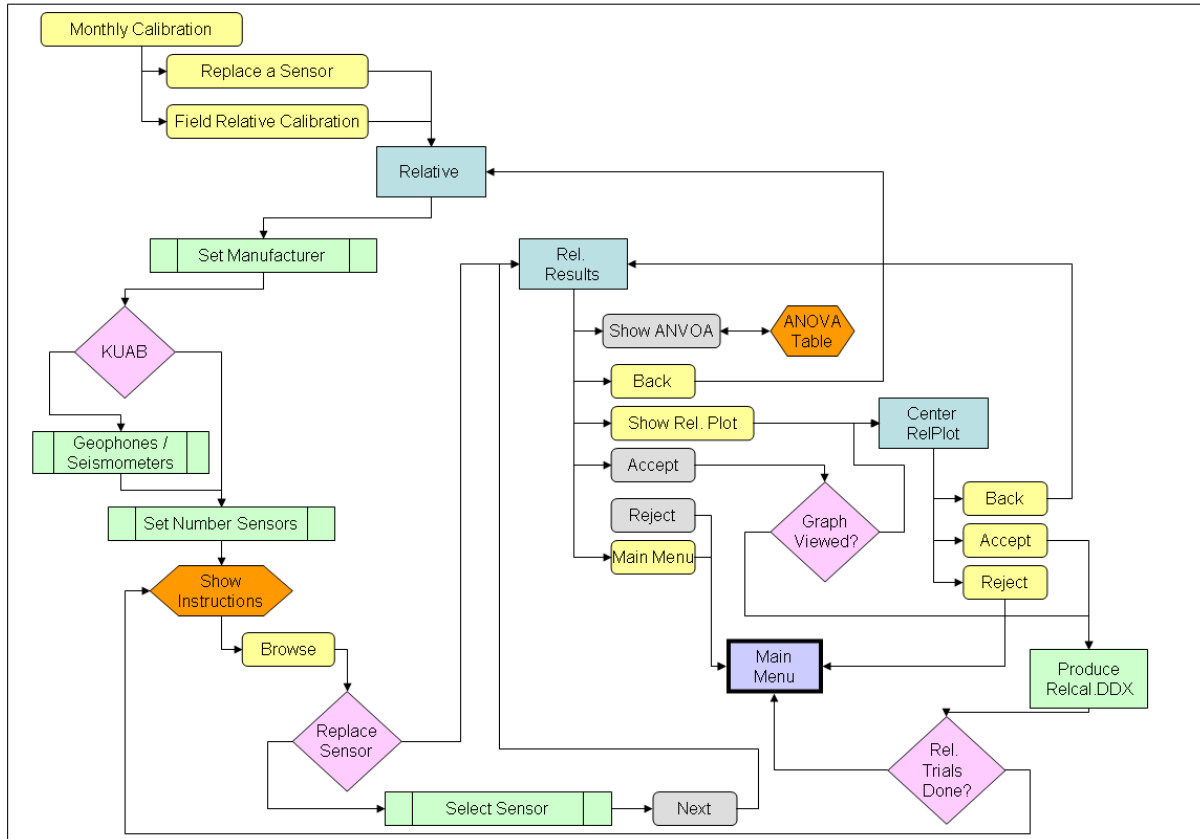 Monthly Calibration
Replace a Sensor
Field Relative Calibration
Relative
Set Manufacturer
KUAB
Geophones /
Seismometers
Set Number Sensors
Show
Instructions
Browse
Replace
Sensor
Select Sensor
Next
Rel.
Results
Show ANVOA
ANOVA
Table
Back
Show Rel. Plot
Accept
Reject
Main Menu
Graph
Viewed?
Center
RelPlot
Back
Accept
Reject
Main
Menu
Produce
Relcal.DDX
Rel.
Trials
Done?